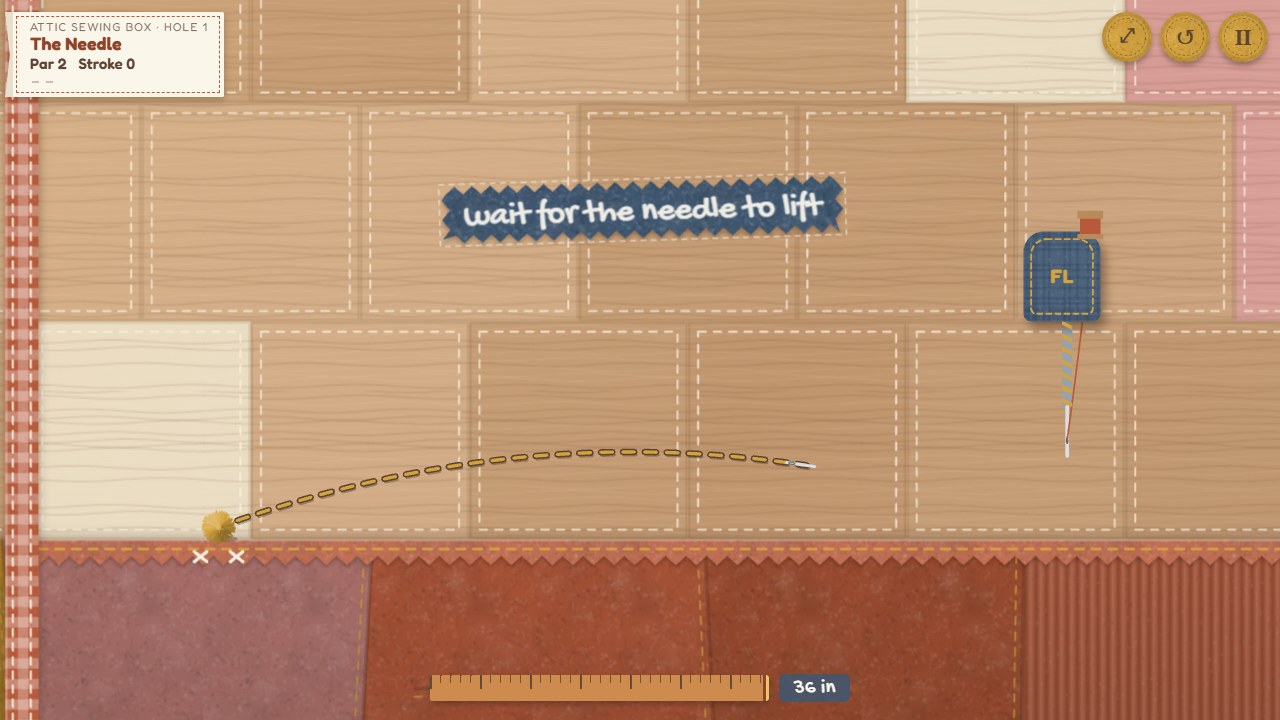 ATTIC SEWING BOX · HOLE 1
The Needle
Par 2 Stroke 0
wait for the needle to lift
FL
36 in